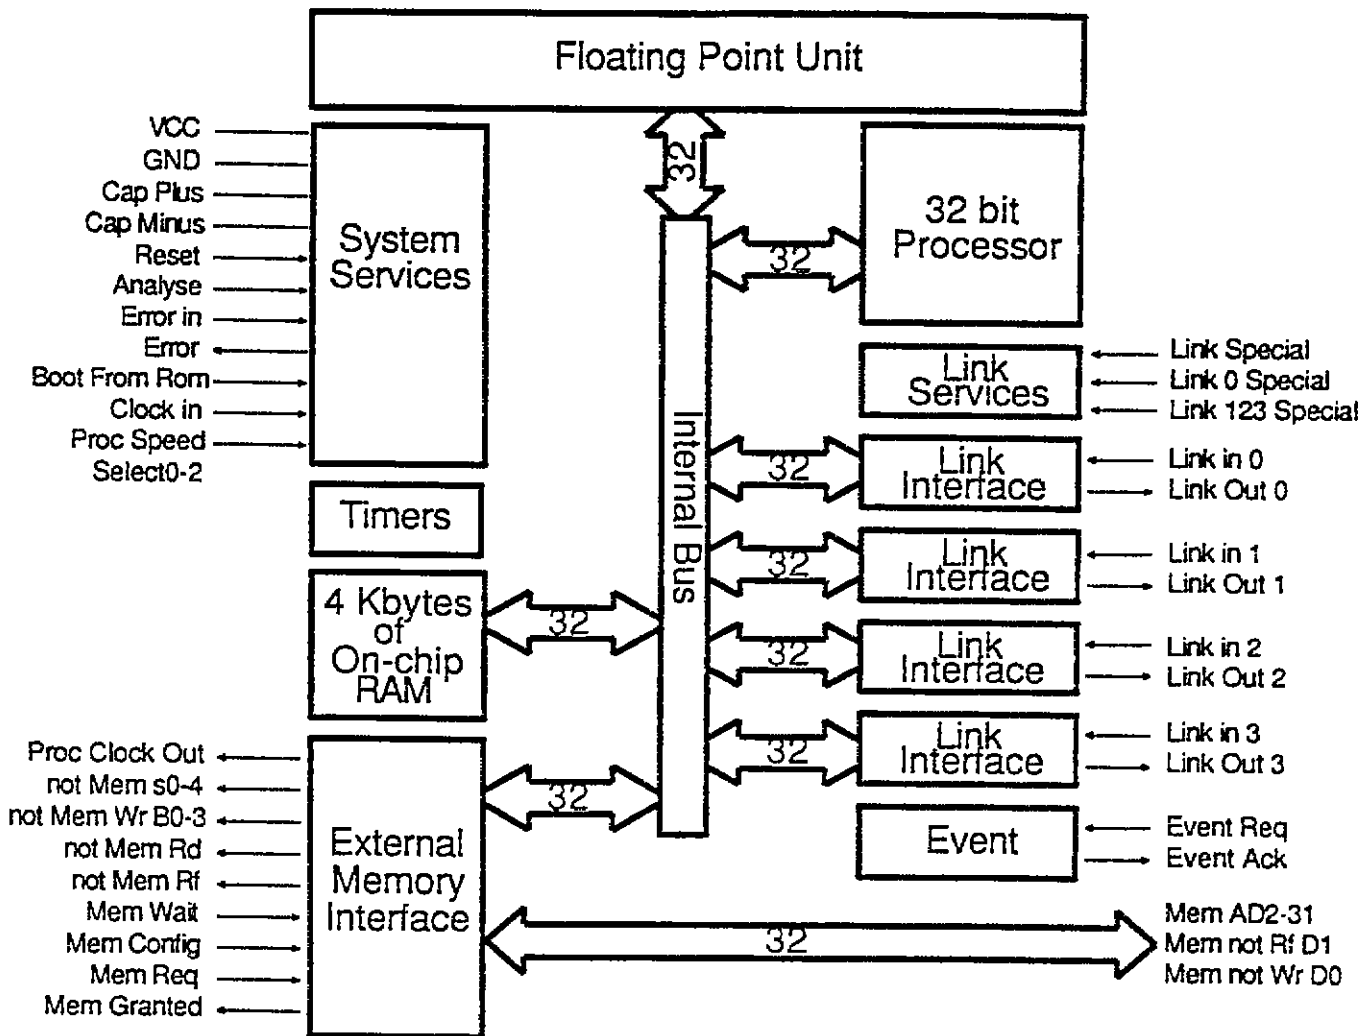 Floating Point Unit
32
VCC
GND
Cap Plus
Cap Minus
Reset
Analyse
Error in
Error
Boot From Rom
Clock in
Proc Speed
Select0-2
System
Services
Timers
4 Kbytes
of
On-chip
RAM
32
Proc Clock Out
not Mem s0-4
not Mem Wr B0-3
not Mem Rd
not Mem Rf
Mem Wait
Mem Config
Mem Req
Mem Granted
External
Memory
Interface
32
32
Internal Bus
32
32 bit
Processor
Link
Services
Link Special
Link 0 Special
Link 123 Special
32
Link
Interface
Link in 0
Link Out 0
32
Link
Interface
Link in 1
Link Out 1
32
Link
Interface
Link in 2
Link Out 2
32
Link
Interface
Link in 3
Link Out 3
Event
Event Req
Event Ack
Mem AD2-31
Mem not Rf D1
Mem not Wr D0